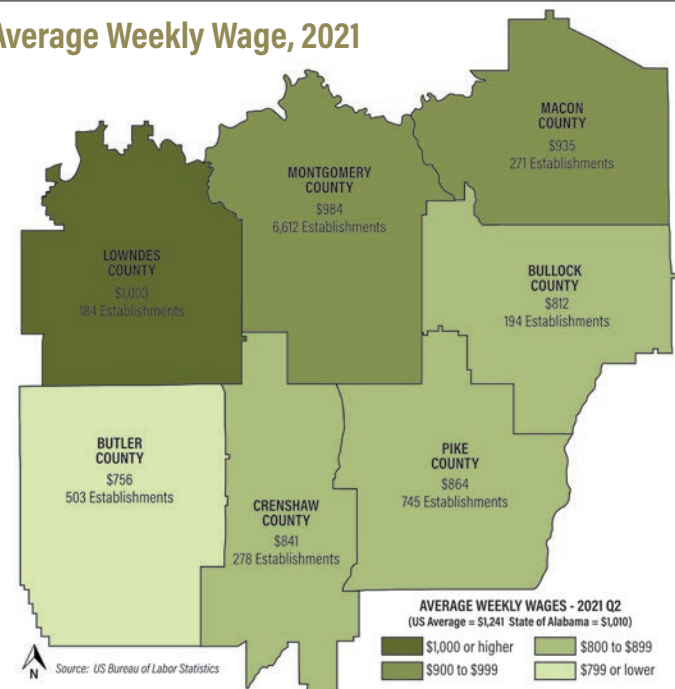 Average Weekly Wage, 2021
MACON
COUNTY
$935
271 Establishments
MONTGOMERY
COUNTY
$984
6,612 Establishments
LOWNDES
COUNTY
$1,003
184 Establishments
BULLOCK
COUNTY
$812
194 Establishments
BUTLER
COUNTY
$756
503 Establishments
PIKE
COUNTY
$864
745 Establishments
CRENSHAW
COUNTY
$841
278 Establishments
AVERAGE WEEKLY WAGES - 2021 Q2
(US Average = $1,241 State of Alabama = $1,010)
$1,000 or higher
$800 to $899
$900 to $999
$799 or lower
N
Source: US Bureau of Labor Statistics